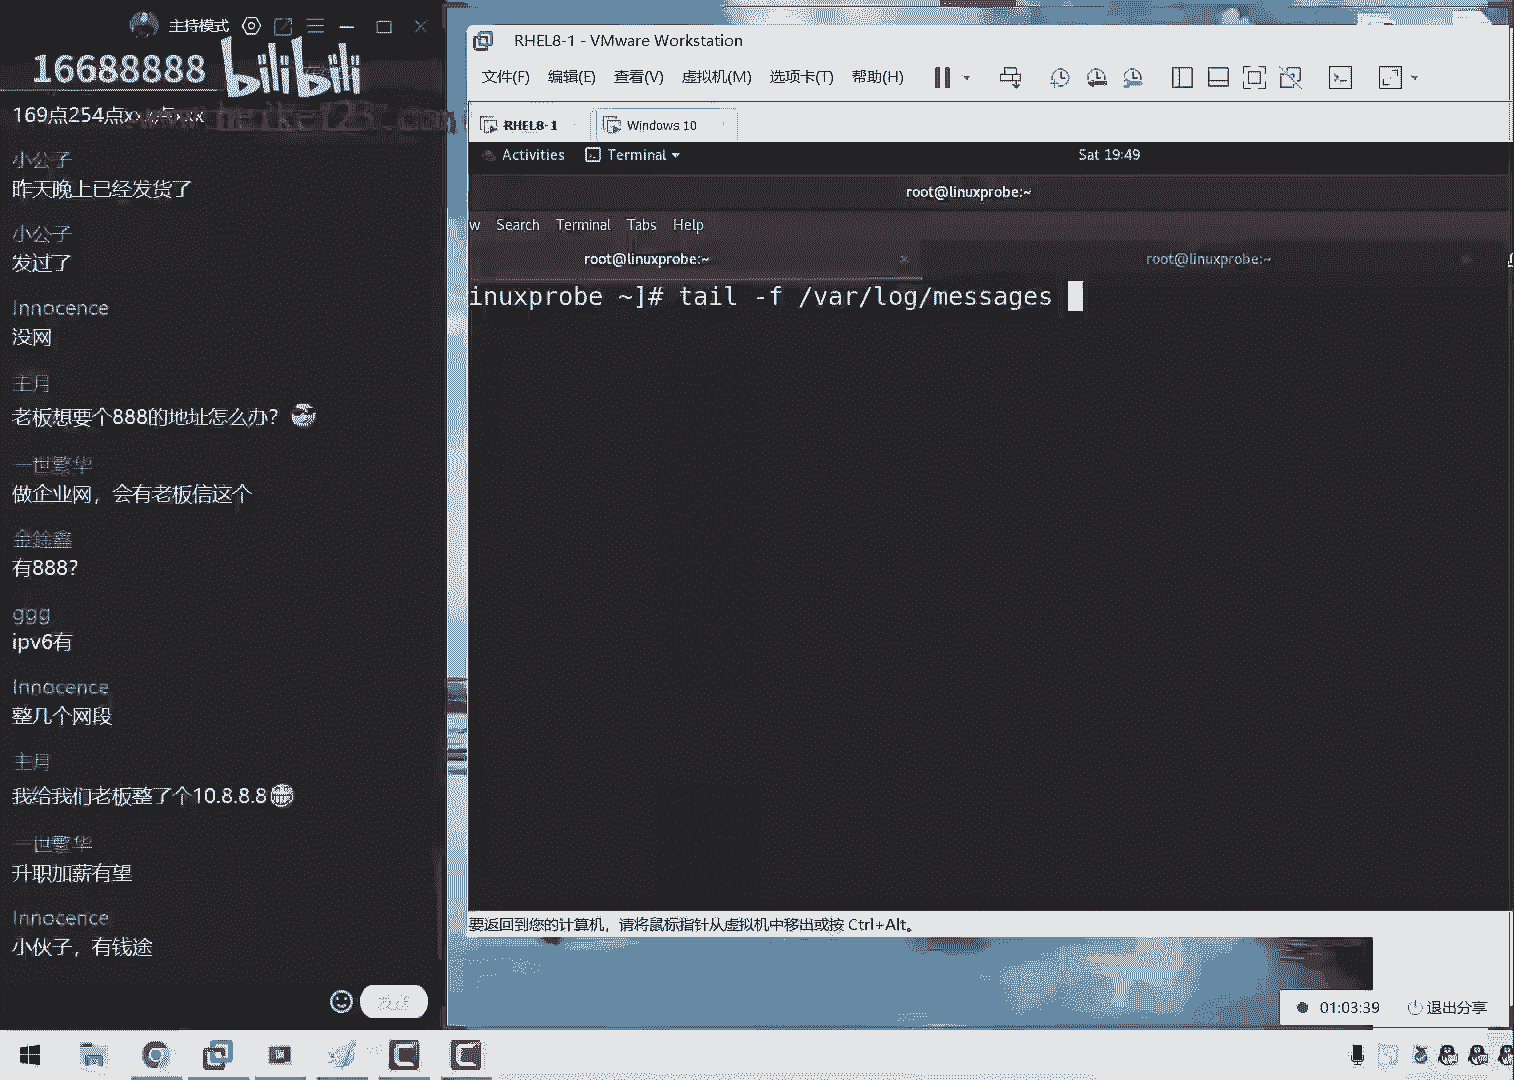 主持模式
16688888
bilibili
169点254点xx点xx
小公子
昨天晚上已经发货了
小公子
发过了
Innocence
没网
主月
老板想要个888的地址怎么办?
一世繁华
做企业网，会有老板信这个
金鍂鑫
有888?
ggg
ipv6有
Innocence
整几个网段
主月
我给我们老板整了个10.8.8.8
一世繁华
升职加薪有望
Innocence
小伙子，有钱途
RHEL8-1 - VMware Workstation
文件(F) 编辑(E) 查看(V) 虚拟机(M) 选项卡(T) 帮助(H)
RHEL8-1 Windows 10
Activities Terminal Sat 19:49
root@linuxprobe:~
w Search Terminal Tabs Help
root@linuxprobe:~ root@linuxprobe:~
inuxprobe ~]# tail -f /var/log/messages
要返回到您的计算机，请将鼠标指针从虚拟机中移出或按 Ctrl+Alt。
01:03:39 退出分享